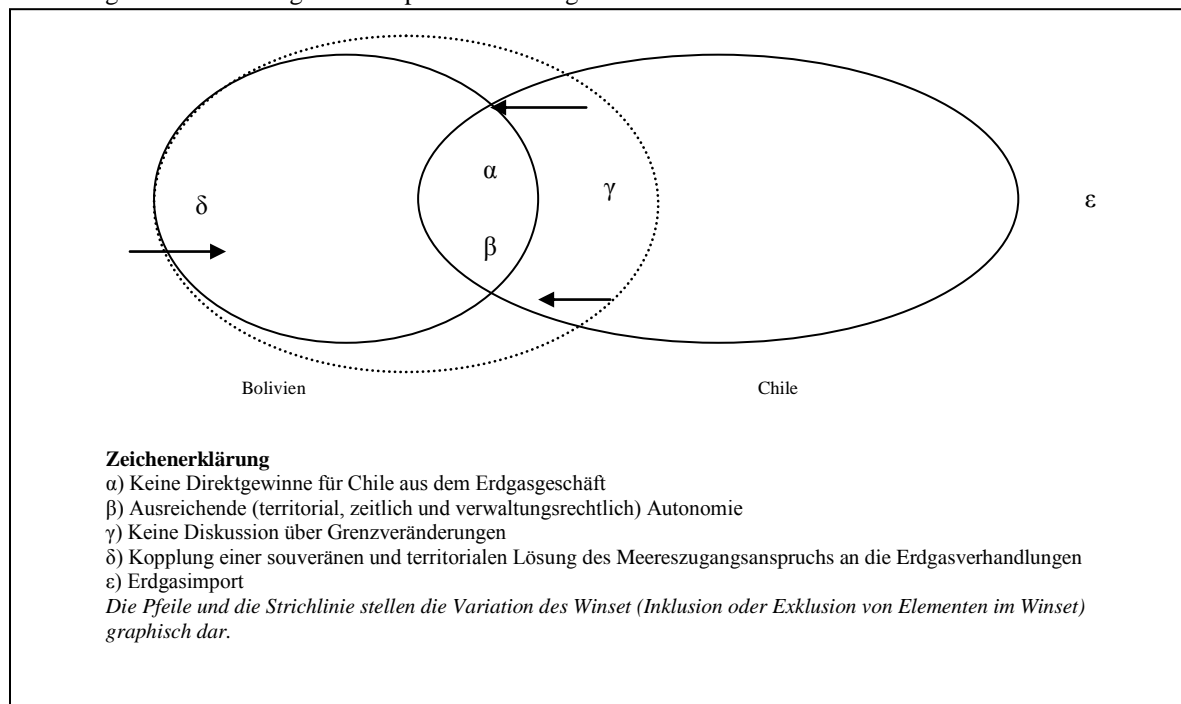 α
γ
δ
ε
β
Bolivien
Chile
Zeichenerklärung
α) Keine Direktgewinne für Chile aus dem Erdgasgeschäft
β) Ausreichende (territorial, zeitlich und verwaltungsrechtlich) Autonomie
γ) Keine Diskussion über Grenzveränderungen
δ) Kopplung einer souveränen und territorialen Lösung des Meereszugangsanspruchs an die Erdgasverhandlungen
ε) Erdgasimport
Die Pfeile und die Strichlinie stellen die Variation des Winset (Inklusion oder Exklusion von Elementen im Winset)
graphisch dar.